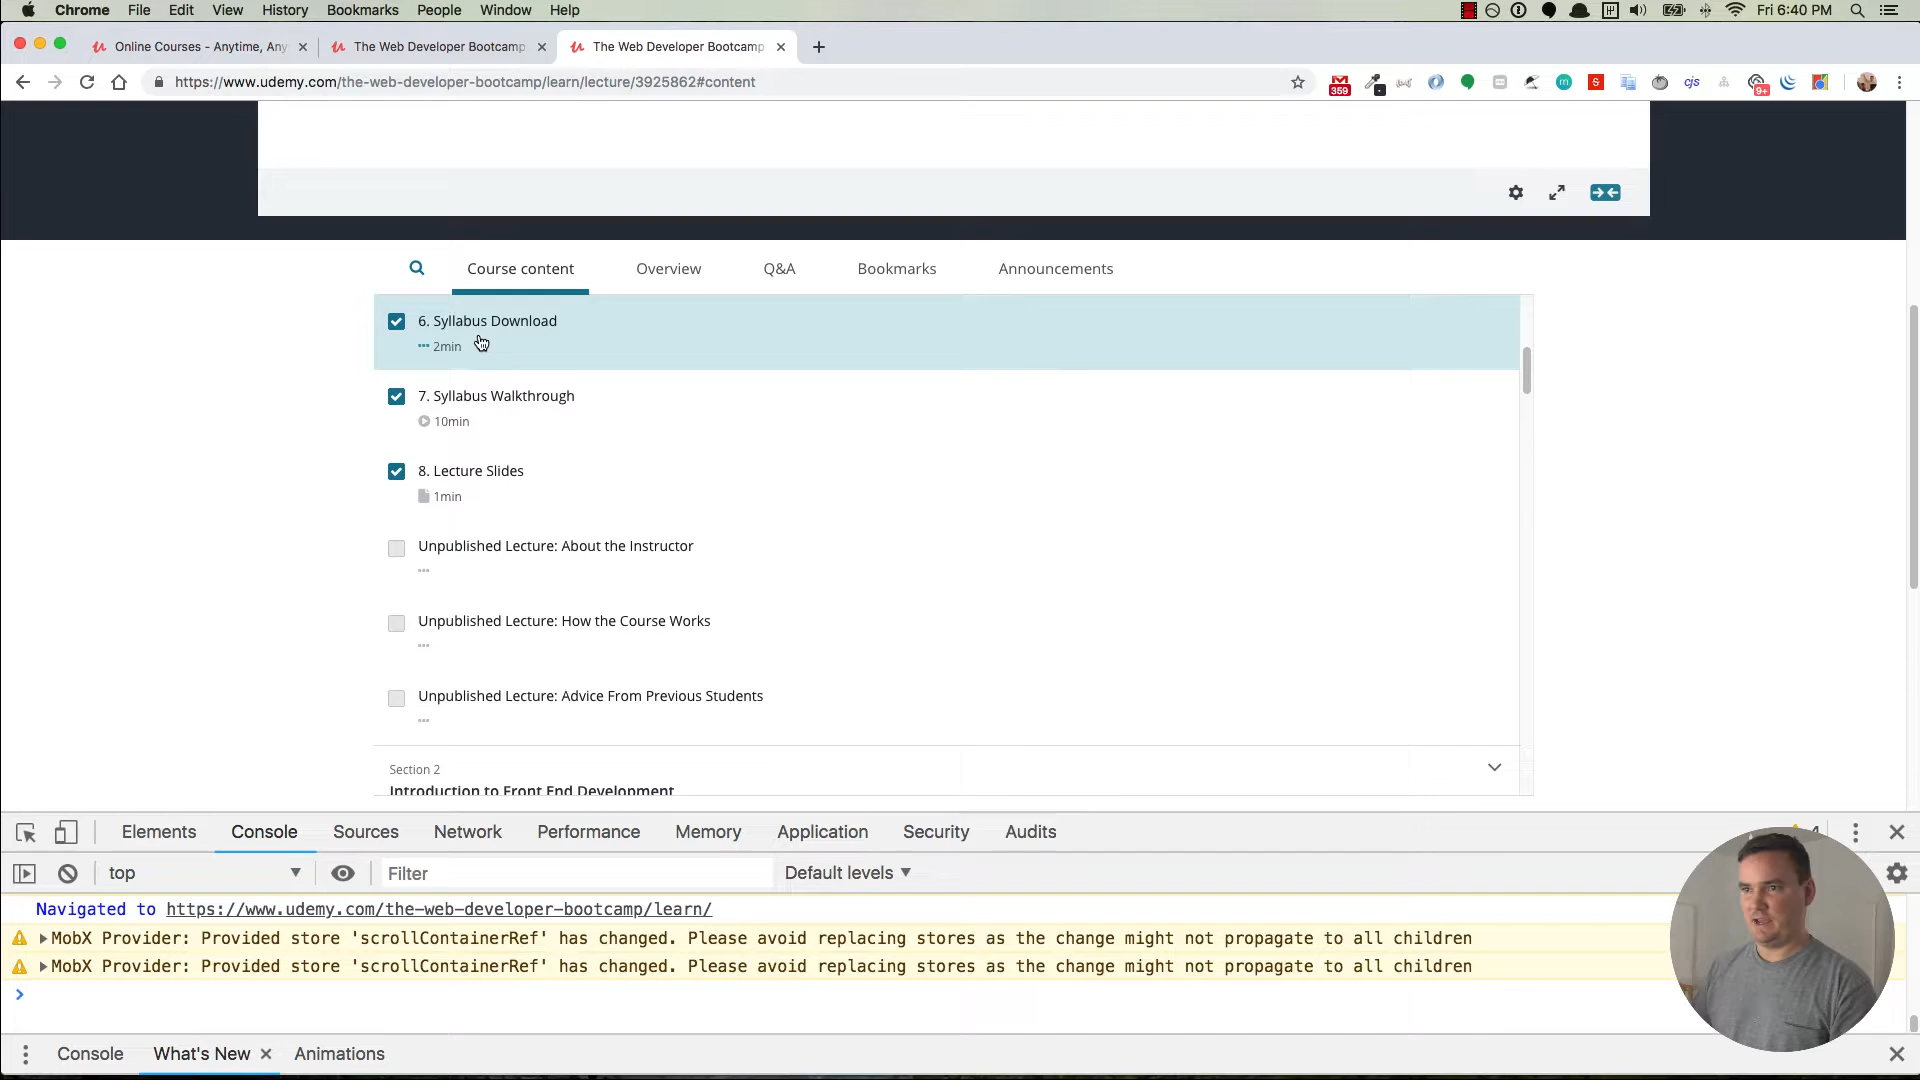 Chrome File Edit View History Bookmarks People Window Help Fri 6:40 PM
Online Courses - Anytime, Any
The Web Developer Bootcamp
The Web Developer Bootcamp
https://www.udemy.com/the-web-developer-bootcamp/learn/lecture/3925862#content
359
cjs
9+
Course content Overview Q&A Bookmarks Announcements
6. Syllabus Download
2min
7. Syllabus Walkthrough
10min
8. Lecture Slides
1min
Unpublished Lecture: About the Instructor
Unpublished Lecture: How the Course Works
Unpublished Lecture: Advice From Previous Students
Section 2
Introduction to Front End Development
Elements Console Sources Network Performance Memory Application Security Audits
top Filter Default levels ▼
Navigated to https://www.udemy.com/the-web-developer-bootcamp/learn/
MobX Provider: Provided store 'scrollContainerRef' has changed. Please avoid replacing stores as the change might not propagate to all children
MobX Provider: Provided store 'scrollContainerRef' has changed. Please avoid replacing stores as the change might not propagate to all children
Console What's New Animations